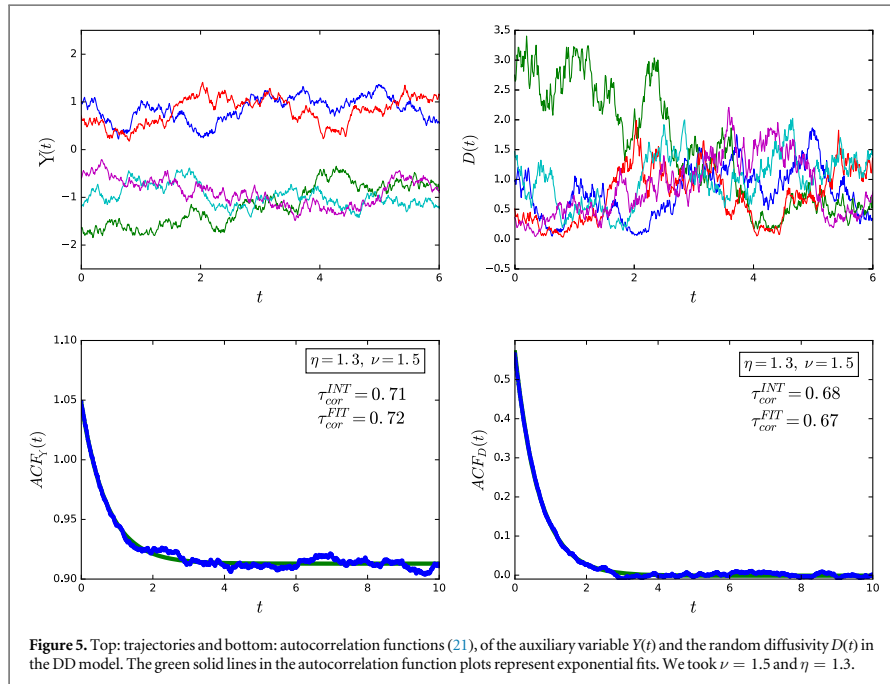 2
1
0
−1
−2
Y(t)
0
2
4
6
t
3.5
3.0
2.5
2.0
1.5
1.0
0.5
0.0
−0.5
D(t)
0
2
4
6
t
1.10
1.05
1.00
0.95
0.90
ACF_Y(t)
η=1.3, ν=1.5
τ_cor^INT=0.71
τ_cor^FIT=0.72
0
2
4
6
8
10
t
0.5
0.4
0.3
0.2
0.1
0.0
ACF_D(t)
η=1.3, ν=1.5
τ_cor^INT=0.68
τ_cor^FIT=0.67
0
2
4
6
8
10
t
Figure 5. Top: trajectories and bottom: autocorrelation functions (21), of the auxiliary variable Y(t) and the random diffusivity D(t) in
the DD model. The green solid lines in the autocorrelation function plots represent exponential fits. We took ν = 1.5 and η = 1.3.